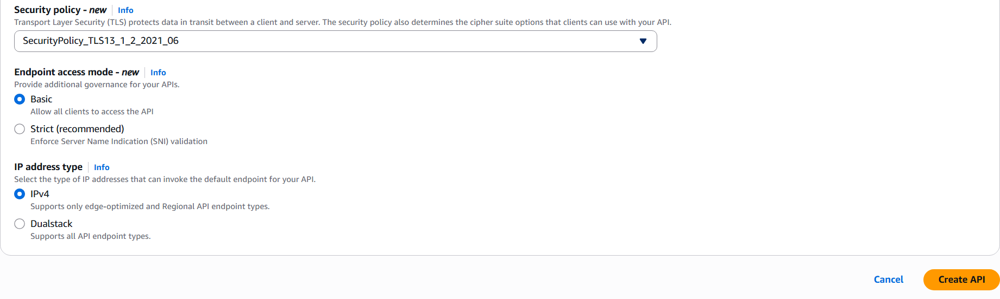 Security policy - new Info
Transport Layer Security (TLS) protects data in transit between a client and server. The security policy also determines the cipher suite options that clients can use with your API.
SecurityPolicy_TLS13_1_2_2021_06
Endpoint access mode - new Info
Provide additional governance for your APIs.
Basic
Allow all clients to access the API
Strict (recommended)
Enforce Server Name Indication (SNI) validation
IP address type Info
Select the type of IP addresses that can invoke the default endpoint for your API.
IPv4
Supports only edge-optimized and Regional API endpoint types.
Dualstack
Supports all API endpoint types.
Cancel Create API